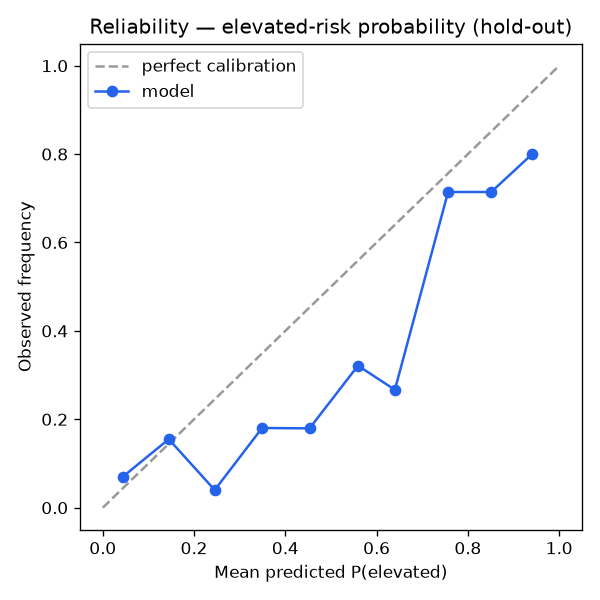 Reliability — elevated-risk probability (hold-out)
perfect calibration
model
Observed frequency
1.0
0.8
0.6
0.4
0.2
0.0
0.0 0.2 0.4 0.6 0.8 1.0
Mean predicted P(elevated)